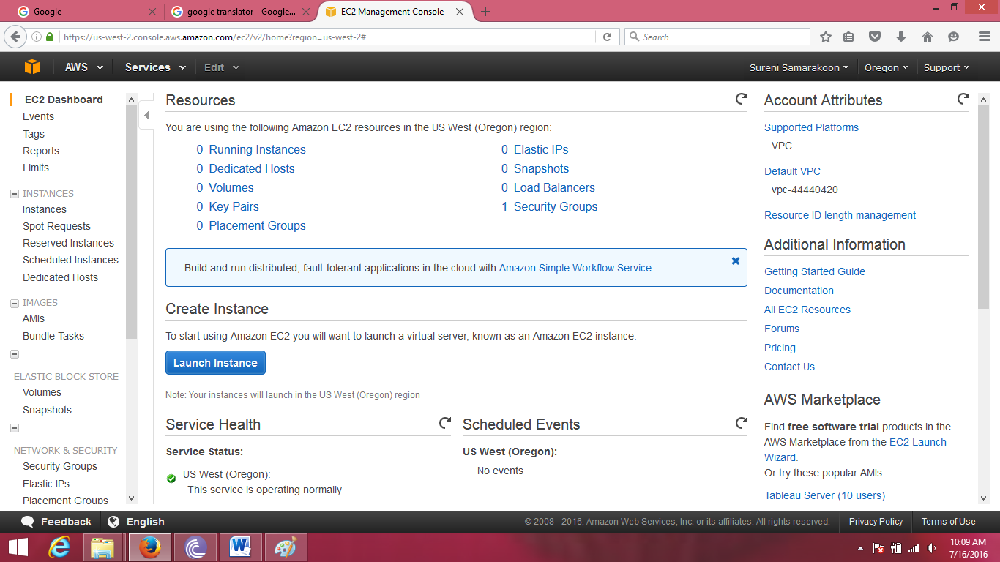 Google
google translator - Google...
EC2 Management Console
https://us-west-2.console.aws.amazon.com/ec2/v2/home?region=us-west-2#
Search
AWS
Services
Edit
Sureni Samarakoon
Oregon
Support
EC2 Dashboard
Events
Tags
Reports
Limits
INSTANCES
Instances
Spot Requests
Reserved Instances
Scheduled Instances
Dedicated Hosts
IMAGES
AMIs
Bundle Tasks
ELASTIC BLOCK STORE
Volumes
Snapshots
NETWORK & SECURITY
Security Groups
Elastic IPs
Placement Groups
Resources
You are using the following Amazon EC2 resources in the US West (Oregon) region:
0 Running Instances
0 Elastic IPs
0 Dedicated Hosts
0 Snapshots
0 Volumes
0 Load Balancers
0 Key Pairs
1 Security Groups
0 Placement Groups
Build and run distributed, fault-tolerant applications in the cloud with Amazon Simple Workflow Service.
Create Instance
To start using Amazon EC2 you will want to launch a virtual server, known as an Amazon EC2 instance.
Launch Instance
Note: Your instances will launch in the US West (Oregon) region
Service Health
Service Status:
US West (Oregon):
This service is operating normally
Scheduled Events
US West (Oregon):
No events
Account Attributes
Supported Platforms
VPC
Default VPC
vpc-44440420
Resource ID length management
Additional Information
Getting Started Guide
Documentation
All EC2 Resources
Forums
Pricing
Contact Us
AWS Marketplace
Find free software trial products in the
AWS Marketplace from the EC2 Launch
Wizard.
Or try these popular AMIs:
Tableau Server (10 users)
Feedback
English
© 2008 - 2016, Amazon Web Services, Inc. or its affiliates. All rights reserved.
Privacy Policy
Terms of Use
10:09 AM
7/16/2016